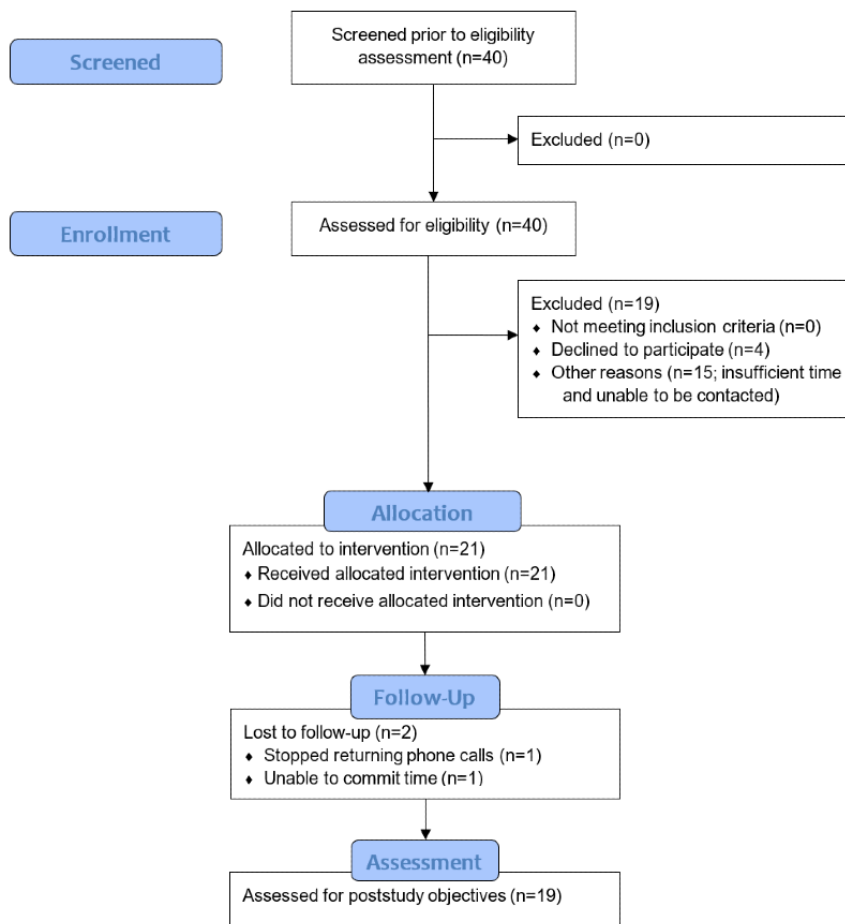 Screened
Screened prior to eligibility
assessment (n=40)
Excluded (n=0)
Enrollment
Assessed for eligibility (n=40)
Excluded (n=19)
♦ Not meeting inclusion criteria (n=0)
♦ Declined to participate (n=4)
♦ Other reasons (n=15; insufficient time
and unable to be contacted)
Allocation
Allocated to intervention (n=21)
♦ Received allocated intervention (n=21)
♦ Did not receive allocated intervention (n=0)
Follow-Up
Lost to follow-up (n=2)
♦ Stopped returning phone calls (n=1)
♦ Unable to commit time (n=1)
Assessment
Assessed for poststudy objectives (n=19)